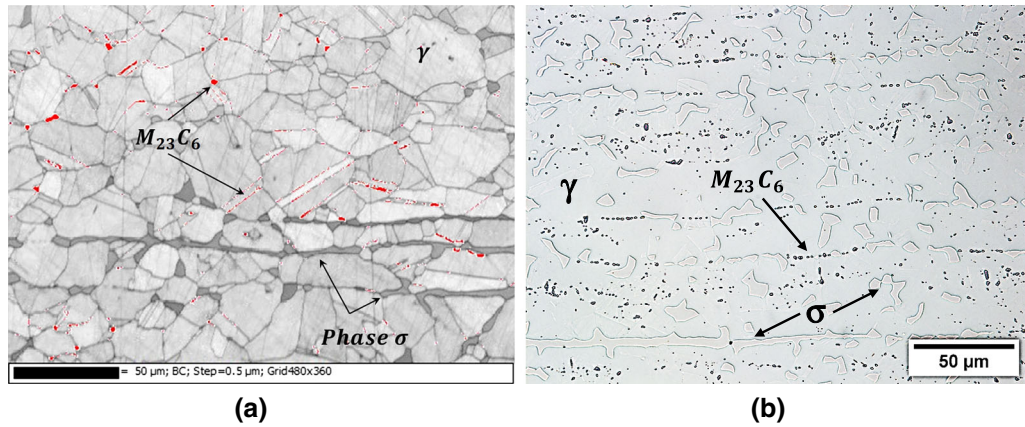 γ
M₂₃C₆
Phase σ
= 50 µm; BC; Step=0.5 µm; Grid480x360
(a)
γ
M₂₃C₆
σ
50 µm
(b)